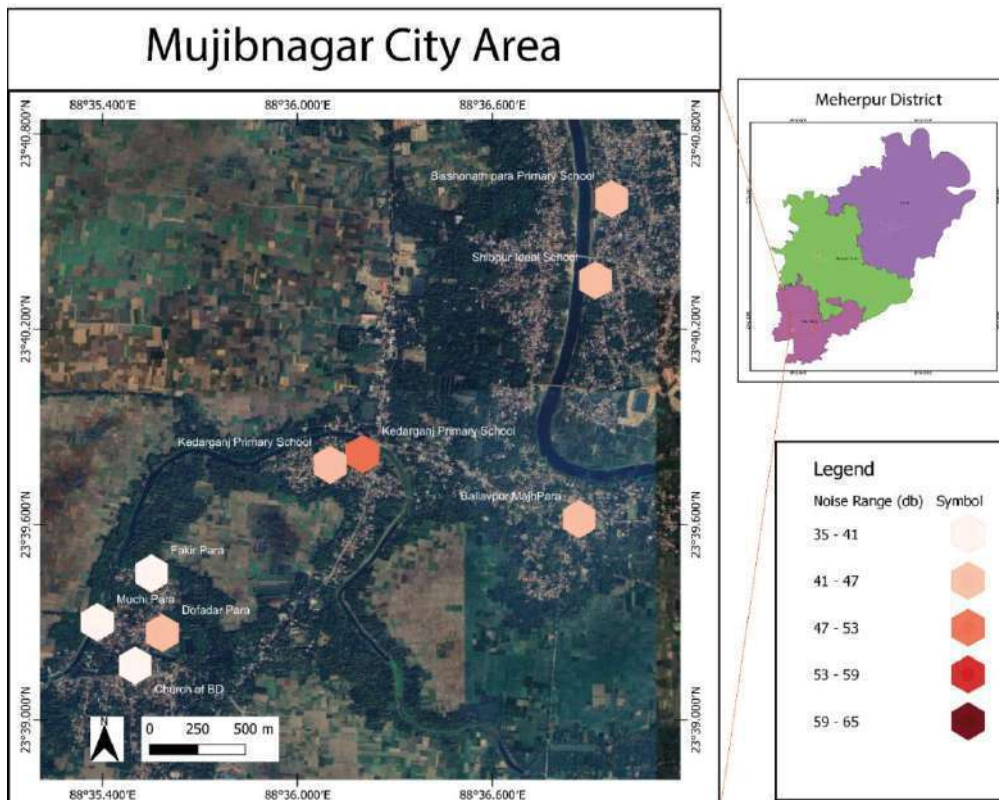 Mujibnagar City Area
88°35.400'E 88°36.000'E 88°36.600'E
23°40.800'N 23°40.800'N
Bisshonath para Primary School
Shibpur Ideal School
23°40.200'N 23°40.200'N
Kedarganj Primary School
Kedarganj Primary School
Ballavpur MajhPara
23°39.600'N 23°39.600'N
Fakir Para
Muchi Para
Dofadar Para
Church of BD
23°39.000'N 23°39.000'N
N
0 250 500 m
88°35.400'E 88°36.000'E 88°36.600'E
Meherpur District
Legend
Noise Range (db) Symbol
35 - 41
41 - 47
47 - 53
53 - 59
59 - 65